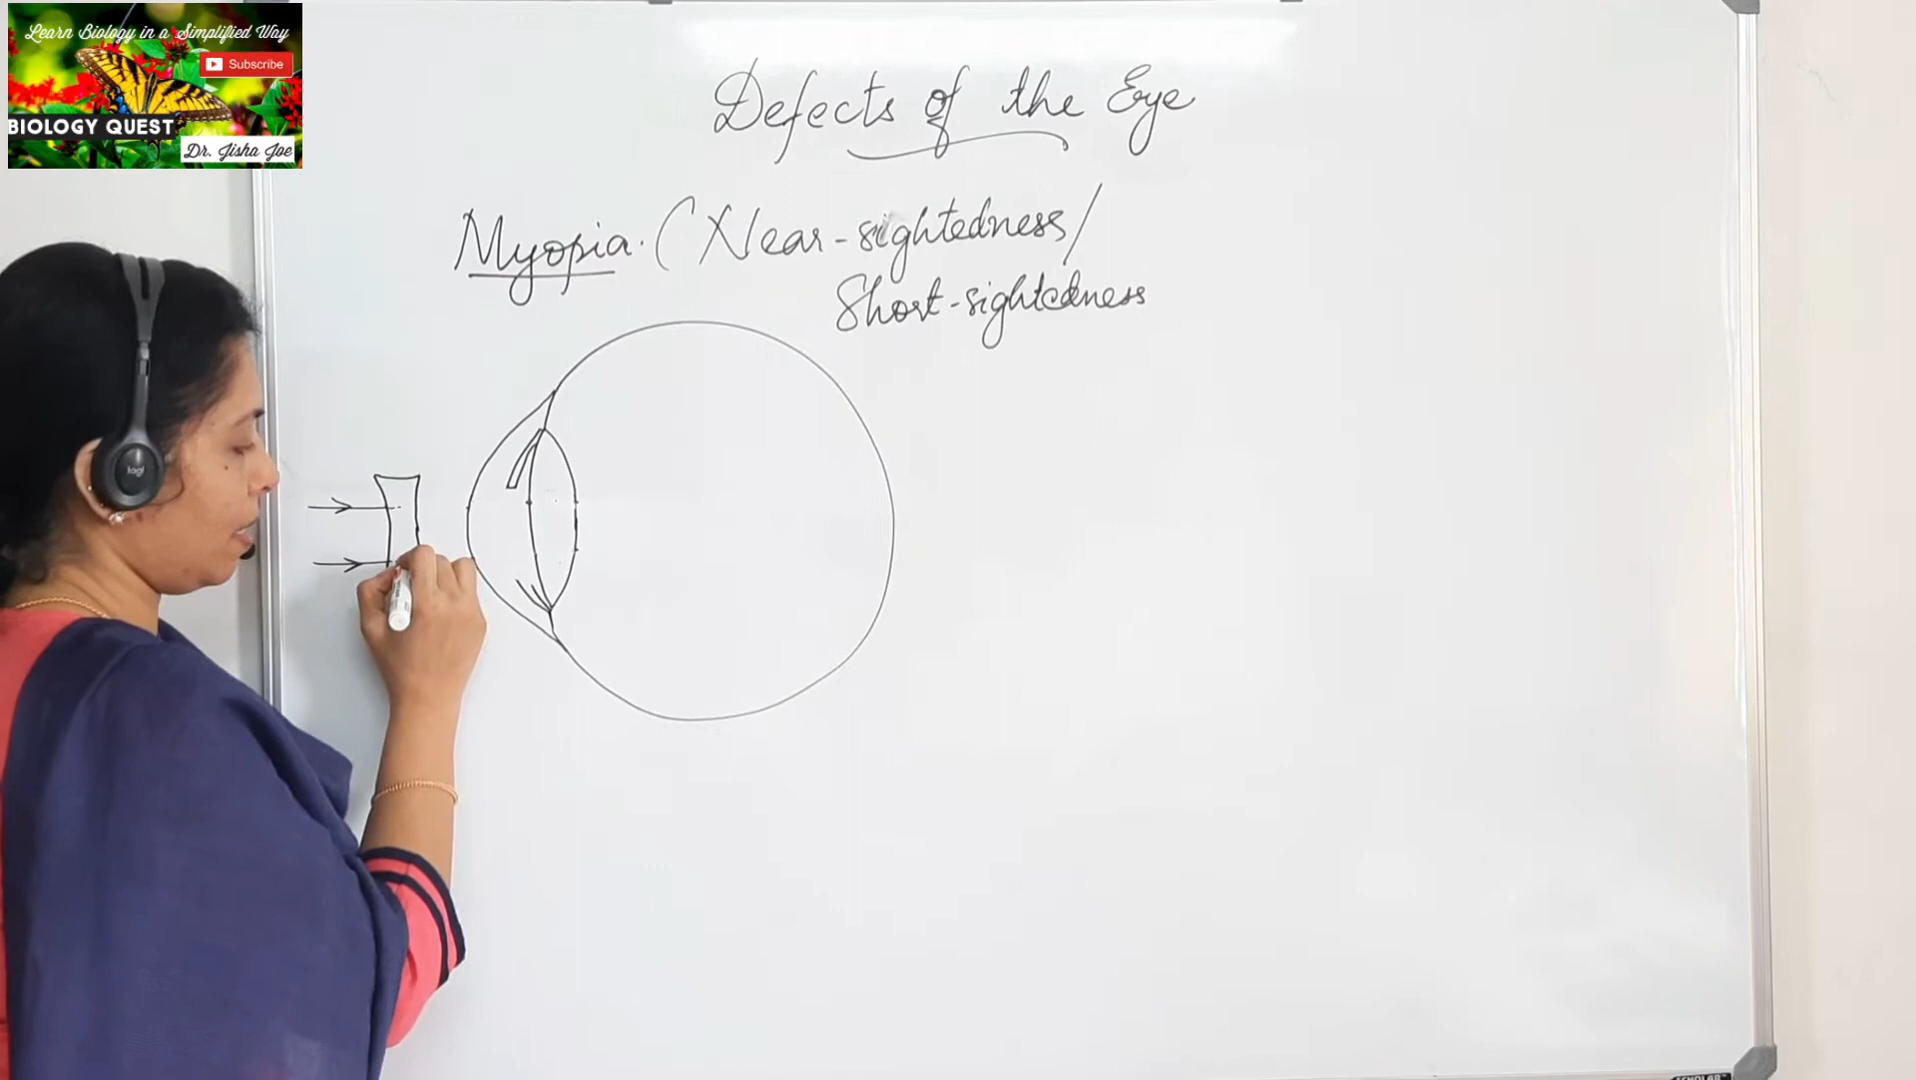 Learn Biology in a Simplified Way
Subscribe
BIOLOGY QUEST
Dr. Jisha Joe
Defects of the Eye
Myopia. (Near-sightedness/
Short-sightedness
logi